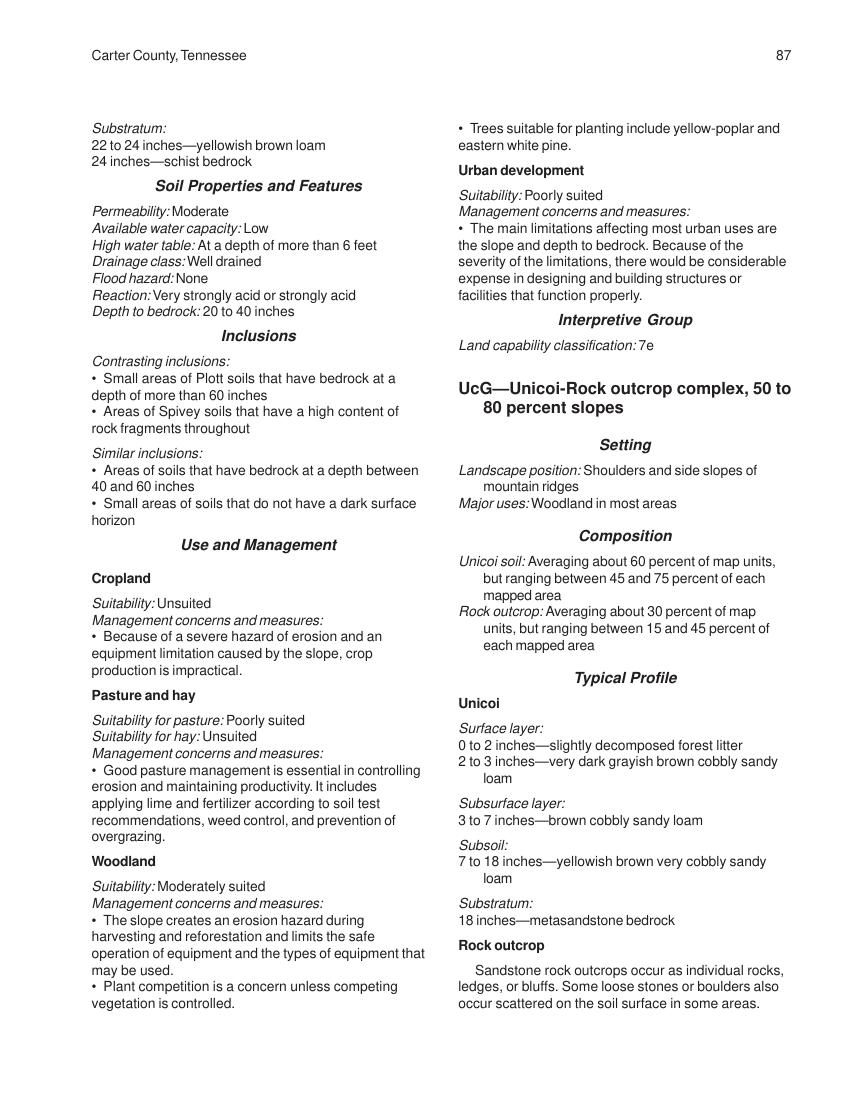 Carter County, Tennessee
87
Substratum:
22 to 24 inches—yellowish brown loam
24 inches—schist bedrock
Soil Properties and Features
Permeability: Moderate
Available water capacity: Low
High water table: At a depth of more than 6 feet
Drainage class: Well drained
Flood hazard: None
Reaction: Very strongly acid or strongly acid
Depth to bedrock: 20 to 40 inches
Inclusions
Contrasting inclusions:
• Small areas of Plott soils that have bedrock at a
depth of more than 60 inches
• Areas of Spivey soils that have a high content of
rock fragments throughout
Similar inclusions:
• Areas of soils that have bedrock at a depth between
40 and 60 inches
• Small areas of soils that do not have a dark surface
horizon
Use and Management
Cropland
Suitability: Unsuited
Management concerns and measures:
• Because of a severe hazard of erosion and an
equipment limitation caused by the slope, crop
production is impractical.
Pasture and hay
Suitability for pasture: Poorly suited
Suitability for hay: Unsuited
Management concerns and measures:
• Good pasture management is essential in controlling
erosion and maintaining productivity. It includes
applying lime and fertilizer according to soil test
recommendations, weed control, and prevention of
overgrazing.
Woodland
Suitability: Moderately suited
Management concerns and measures:
• The slope creates an erosion hazard during
harvesting and reforestation and limits the safe
operation of equipment and the types of equipment that
may be used.
• Plant competition is a concern unless competing
vegetation is controlled.
• Trees suitable for planting include yellow-poplar and
eastern white pine.
Urban development
Suitability: Poorly suited
Management concerns and measures:
• The main limitations affecting most urban uses are
the slope and depth to bedrock. Because of the
severity of the limitations, there would be considerable
expense in designing and building structures or
facilities that function properly.
Interpretive Group
Land capability classification: 7e
UcG—Unicoi-Rock outcrop complex, 50 to
80 percent slopes
Setting
Landscape position: Shoulders and side slopes of
mountain ridges
Major uses: Woodland in most areas
Composition
Unicoi soil: Averaging about 60 percent of map units,
but ranging between 45 and 75 percent of each
mapped area
Rock outcrop: Averaging about 30 percent of map
units, but ranging between 15 and 45 percent of
each mapped area
Typical Profile
Unicoi
Surface layer:
0 to 2 inches—slightly decomposed forest litter
2 to 3 inches—very dark grayish brown cobbly sandy
loam
Subsurface layer:
3 to 7 inches—brown cobbly sandy loam
Subsoil:
7 to 18 inches—yellowish brown very cobbly sandy
loam
Substratum:
18 inches—metasandstone bedrock
Rock outcrop
Sandstone rock outcrops occur as individual rocks,
ledges, or bluffs. Some loose stones or boulders also
occur scattered on the soil surface in some areas.